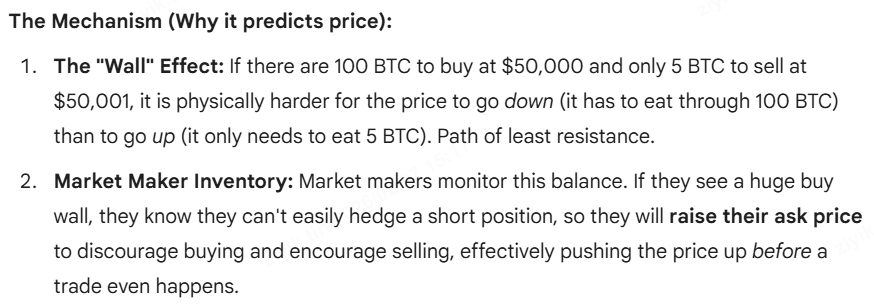 The Mechanism (Why it predicts price):
1. The "Wall" Effect: If there are 100 BTC to buy at $50,000 and only 5 BTC to sell at
$50,001, it is physically harder for the price to go down (it has to eat through 100 BTC)
than to go up (it only needs to eat 5 BTC). Path of least resistance.
2. Market Maker Inventory: Market makers monitor this balance. If they see a huge buy
wall, they know they can't easily hedge a short position, so they will raise their ask price
to discourage buying and encourage selling, effectively pushing the price up before a
trade even happens.